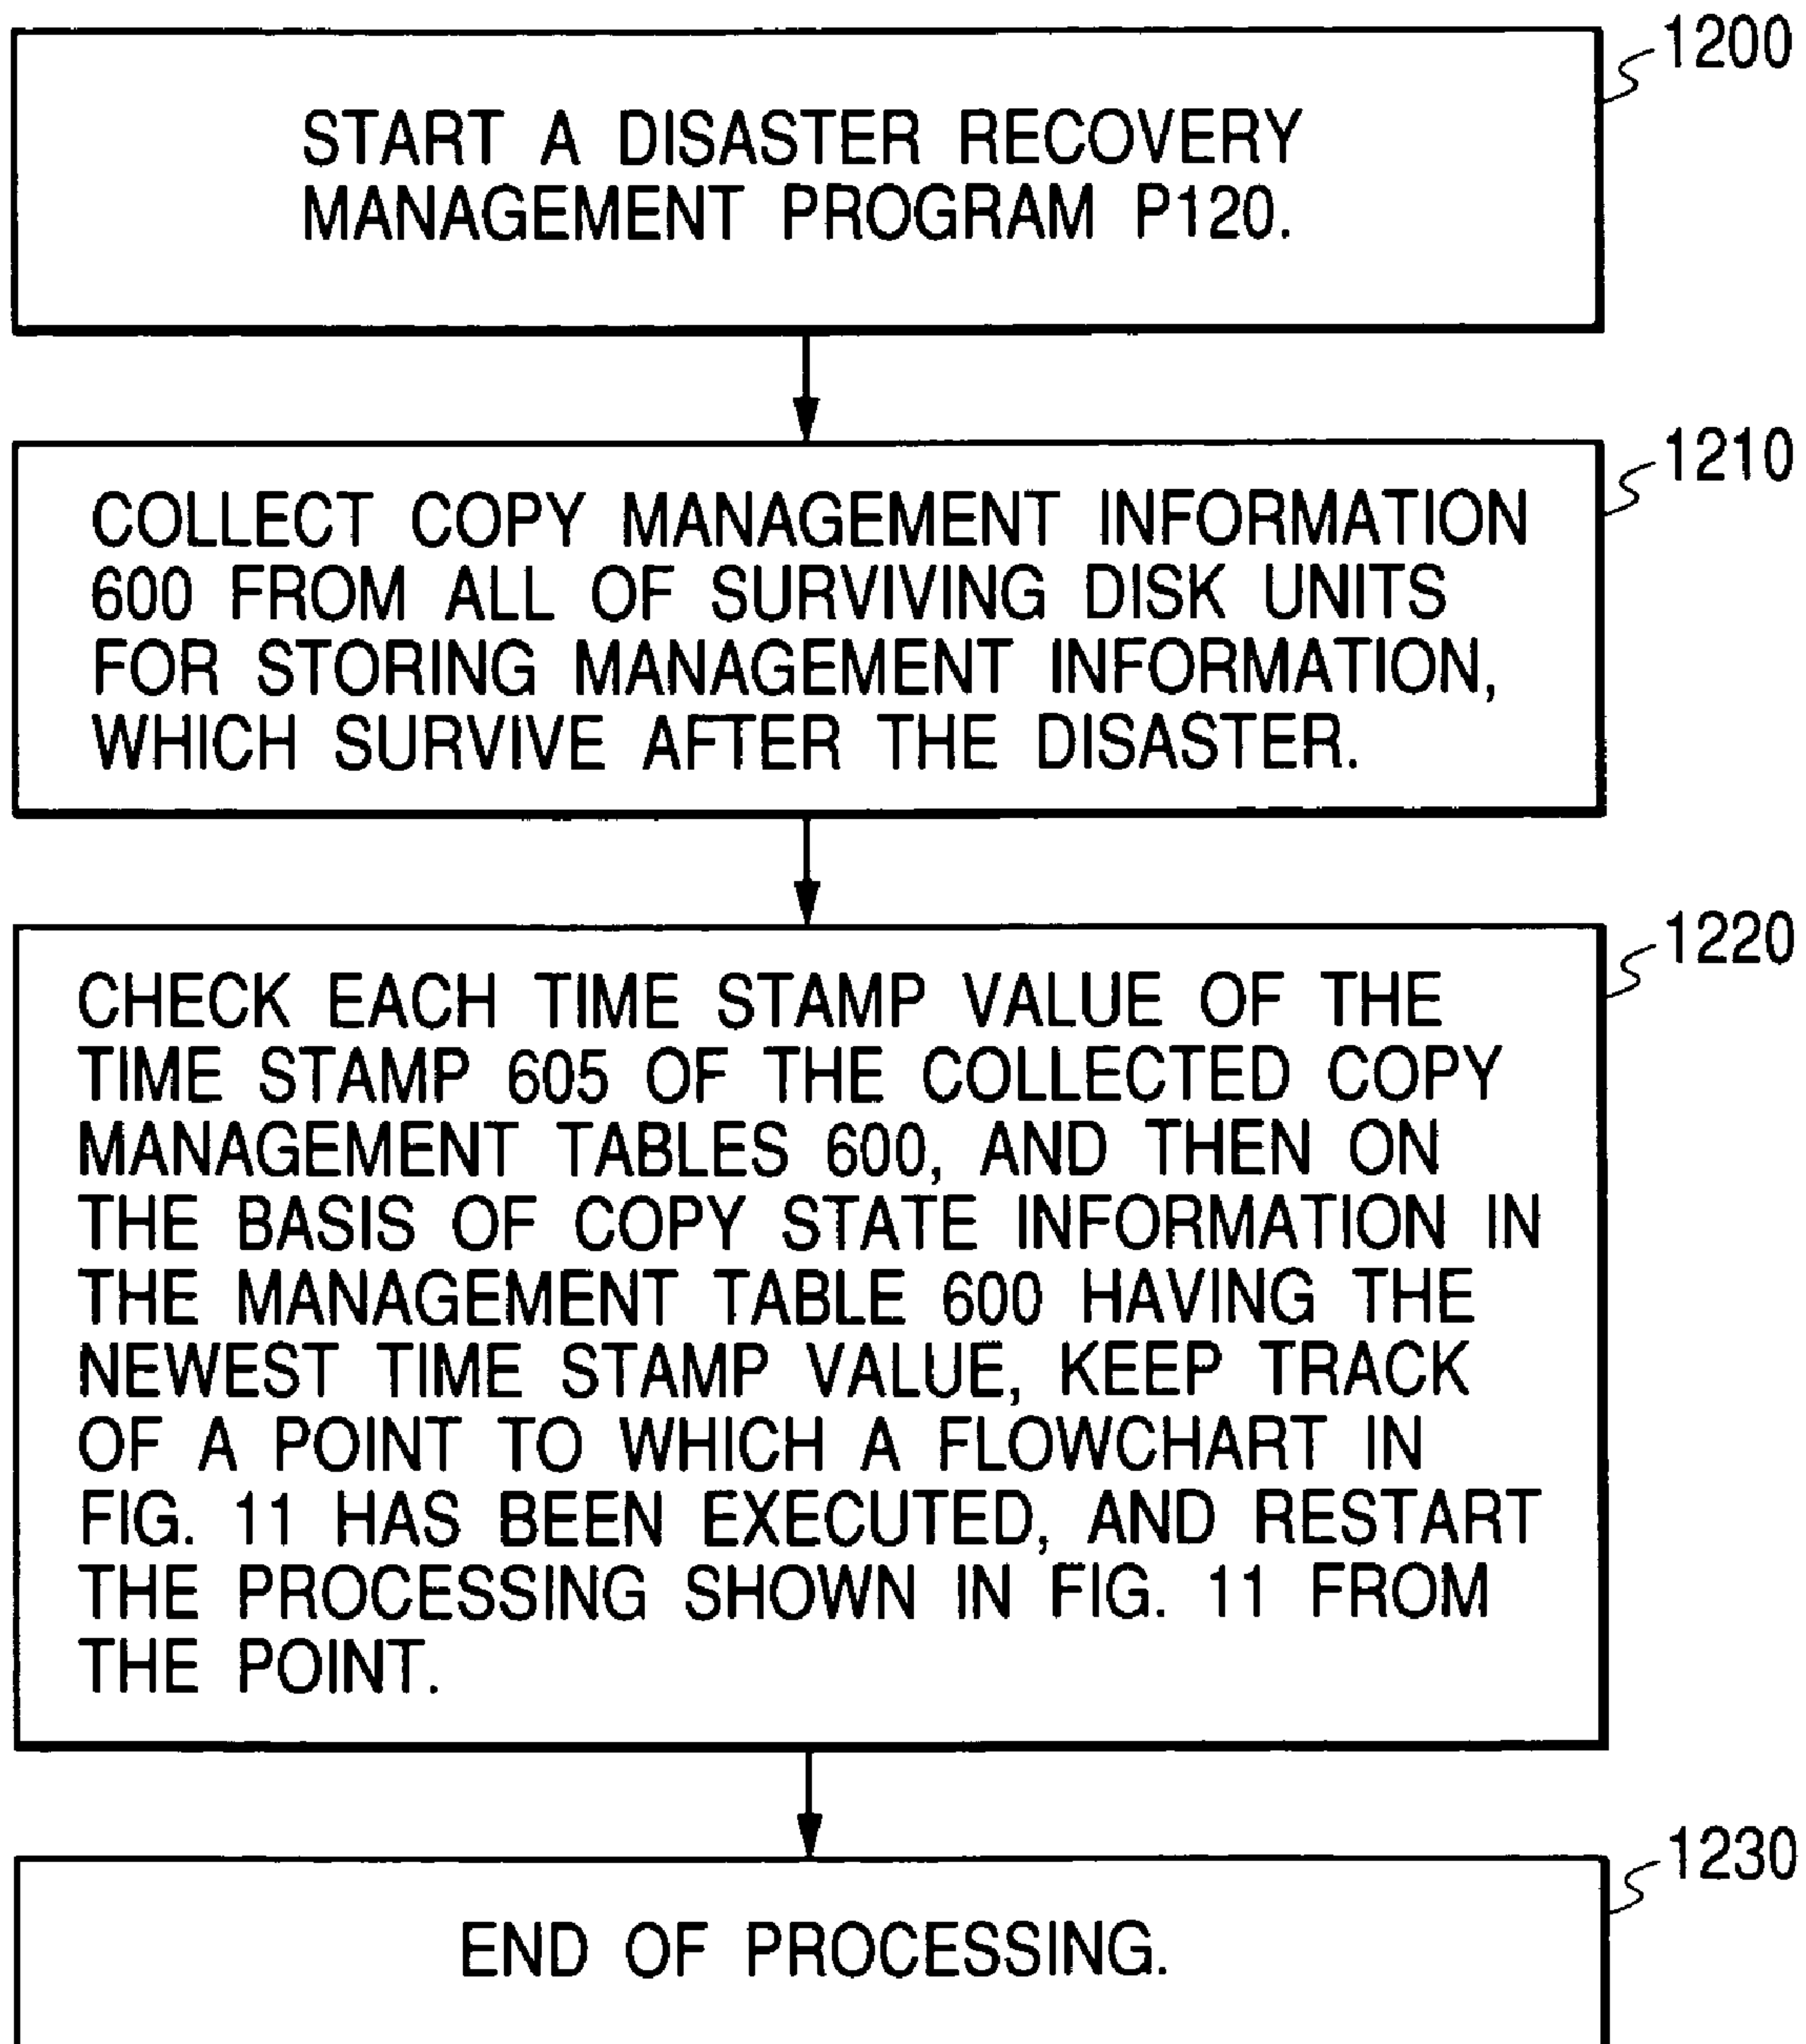 1200
START A DISASTER RECOVERY
MANAGEMENT PROGRAM P120.
1210
COLLECT COPY MANAGEMENT INFORMATION
600 FROM ALL OF SURVIVING DISK UNITS
FOR STORING MANAGEMENT INFORMATION,
WHICH SURVIVE AFTER THE DISASTER.
1220
CHECK EACH TIME STAMP VALUE OF THE
TIME STAMP 605 OF THE COLLECTED COPY
MANAGEMENT TABLES 600, AND THEN ON
THE BASIS OF COPY STATE INFORMATION IN
THE MANAGEMENT TABLE 600 HAVING THE
NEWEST TIME STAMP VALUE, KEEP TRACK
OF A POINT TO WHICH A FLOWCHART IN
FIG. 11 HAS BEEN EXECUTED, AND RESTART
THE PROCESSING SHOWN IN FIG. 11 FROM
THE POINT.
1230
END OF PROCESSING.